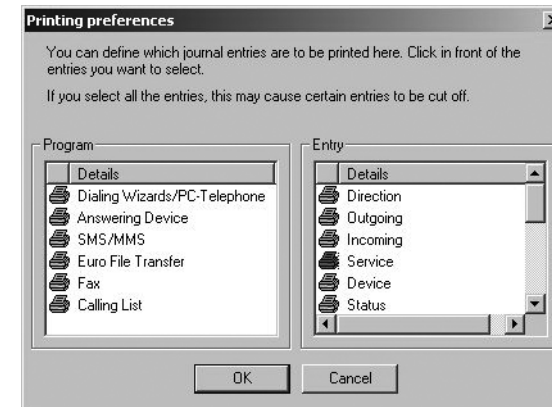 Printing preferences
You can define which journal entries are to be printed here. Click in front of the
entries you want to select.
If you select all the entries, this may cause certain entries to be cut off.
Program
Details
Dialing Wizards/PC-Telephone
Answering Device
SMS/MMS
Euro File Transfer
Fax
Calling List
Entry
Details
Direction
Outgoing
Incoming
Service
Device
Status
OK
Cancel